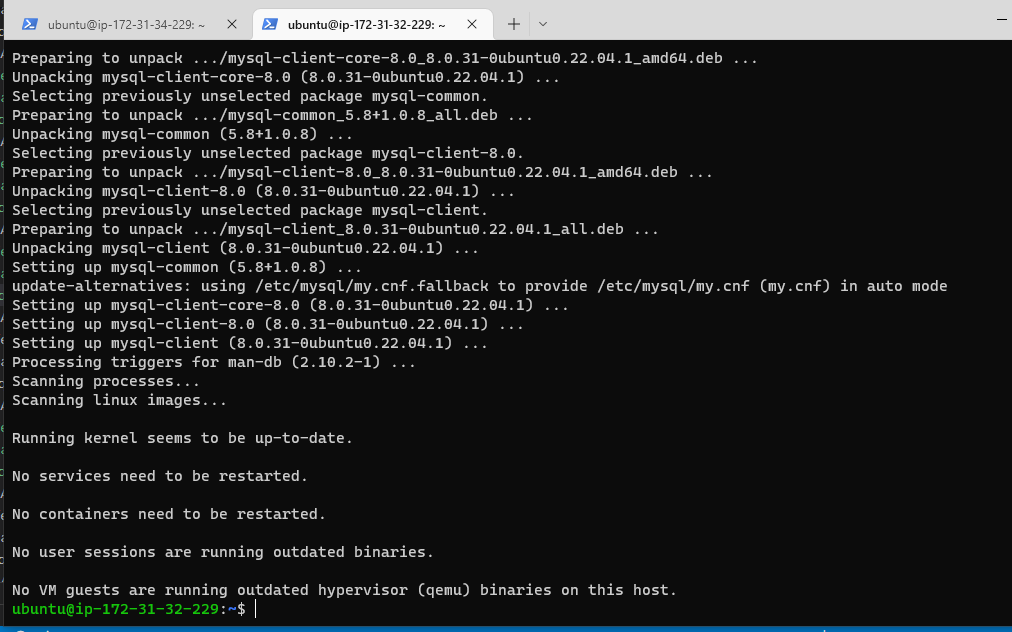 ubuntu@ip-172-31-34-229: ~
ubuntu@ip-172-31-32-229: ~
Preparing to unpack .../mysql-client-core-8.0_8.0.31-0ubuntu0.22.04.1_amd64.deb ...
Unpacking mysql-client-core-8.0 (8.0.31-0ubuntu0.22.04.1) ...
Selecting previously unselected package mysql-common.
Preparing to unpack .../mysql-common_5.8+1.0.8_all.deb ...
Unpacking mysql-common (5.8+1.0.8) ...
Selecting previously unselected package mysql-client-8.0.
Preparing to unpack .../mysql-client-8.0_8.0.31-0ubuntu0.22.04.1_amd64.deb ...
Unpacking mysql-client-8.0 (8.0.31-0ubuntu0.22.04.1) ...
Selecting previously unselected package mysql-client.
Preparing to unpack .../mysql-client_8.0.31-0ubuntu0.22.04.1_all.deb ...
Unpacking mysql-client (8.0.31-0ubuntu0.22.04.1) ...
Setting up mysql-common (5.8+1.0.8) ...
update-alternatives: using /etc/mysql/my.cnf.fallback to provide /etc/mysql/my.cnf (my.cnf) in auto mode
Setting up mysql-client-core-8.0 (8.0.31-0ubuntu0.22.04.1) ...
Setting up mysql-client-8.0 (8.0.31-0ubuntu0.22.04.1) ...
Setting up mysql-client (8.0.31-0ubuntu0.22.04.1) ...
Processing triggers for man-db (2.10.2-1) ...
Scanning processes...
Scanning linux images...
Running kernel seems to be up-to-date.
No services need to be restarted.
No containers need to be restarted.
No user sessions are running outdated binaries.
No VM guests are running outdated hypervisor (qemu) binaries on this host.
ubuntu@ip-172-31-32-229:~$